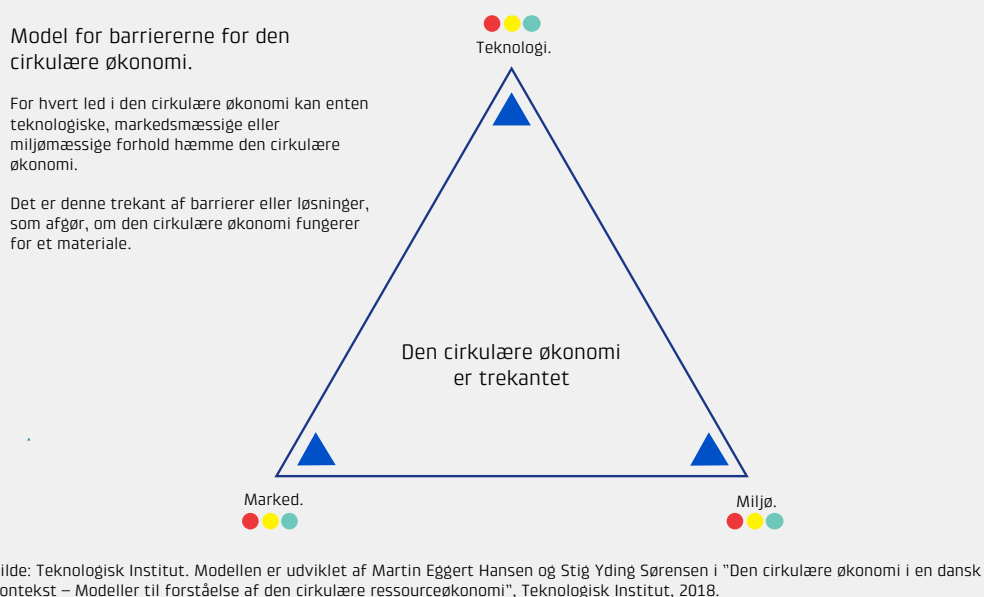 Model for barriererne for den
cirkulære økonomi.
For hvert led i den cirkulære økonomi kan enten
teknologiske, markedsmæssige eller
miljømæssige forhold hæmme den cirkulære
økonomi.
Det er denne trekant af barrierer eller løsninger,
som afgør, om den cirkulære økonomi fungerer
for et materiale.
Teknologi.
Den cirkulære økonomi
er trekantet
Marked.
Miljø.
ilde: Teknologisk Institut. Modellen er udviklet af Martin Eggert Hansen og Stig Yding Sørensen i ”Den cirkulære økonomi i en dansk
ontekst – Modeller til forståelse af den cirkulære ressourceøkonomi”, Teknologisk Institut, 2018.